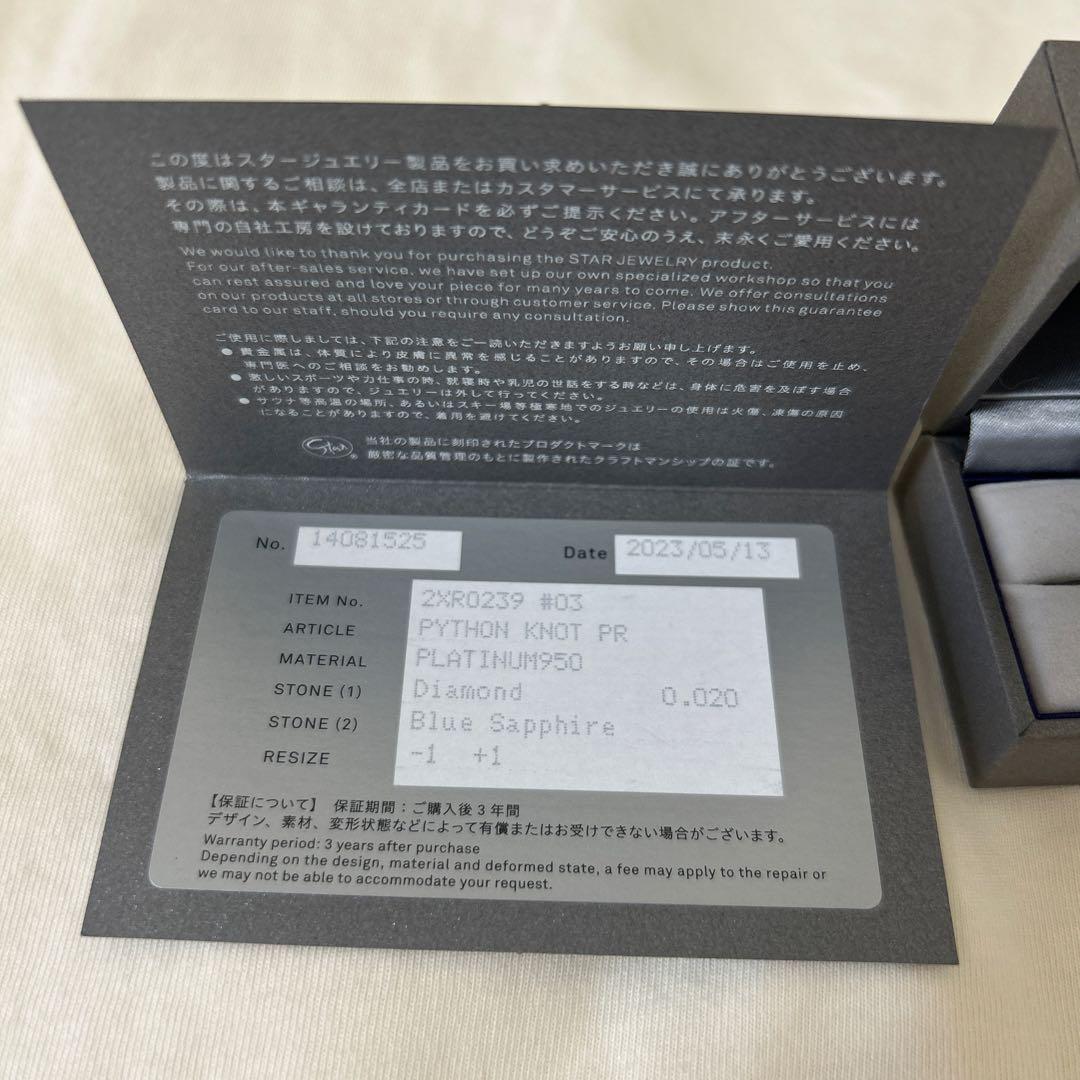 この度はスタージュエリー製品をお買い求めいただき誠にありがとうございます。
製品に関するご相談は、全店またはカスタマーサービスにて承ります。
その際は、本ギャランティカードを必ずご提示ください。アフターサービスには
専門の自社工房を設けておりますので、どうぞご安心のうえ、末永くご愛用ください。
We would like to thank you for purchasing the STAR JEWELRY product.
For our after-sales service, we have set up our own specialized workshop so that you
can rest assured and love your piece for many years to come. We offer consultations
on our products at all stores or through customer service. Please show this guarantee
card to our staff, should you require any consultation.
ご使用に際しましては、下記の注意をご一読いただきますようお願い申し上げます。
● 貴金属は、体質により皮膚に異常を感じることがありますので、その場合はご使用を止め、
専門医へのご相談をお勧めします。
● 激しいスポーツや力仕事の時、就寝時や乳児の世話をする時などは、身体に危害を及ぼす場合
がありますので、ジュエリーは外して行ってください。
● サウナ等高温の場所、あるいはスキー場等極寒地でのジュエリーの使用は火傷、凍傷の原因
になることがありますので、着用を避けてください。
Star ® 当社の製品に刻印されたプロダクトマークは
厳密な品質管理のもとに製作されたクラフトマンシップの証です。
No. 14081525 Date 2023/05/13
ITEM No. 2XR0239 #03
ARTICLE PYTHON KNOT PR
MATERIAL PLATINUM950
STONE (1) Diamond 0.020
STONE (2) Blue Sapphire
RESIZE -1 +1
【保証について】 保証期間：ご購入後3年間
デザイン、素材、変形状態などによって有償またはお受けできない場合がございます。
Warranty period: 3 years after purchase
Depending on the design, material and deformed state, a fee may apply to the repair or
we may not be able to accommodate your request.